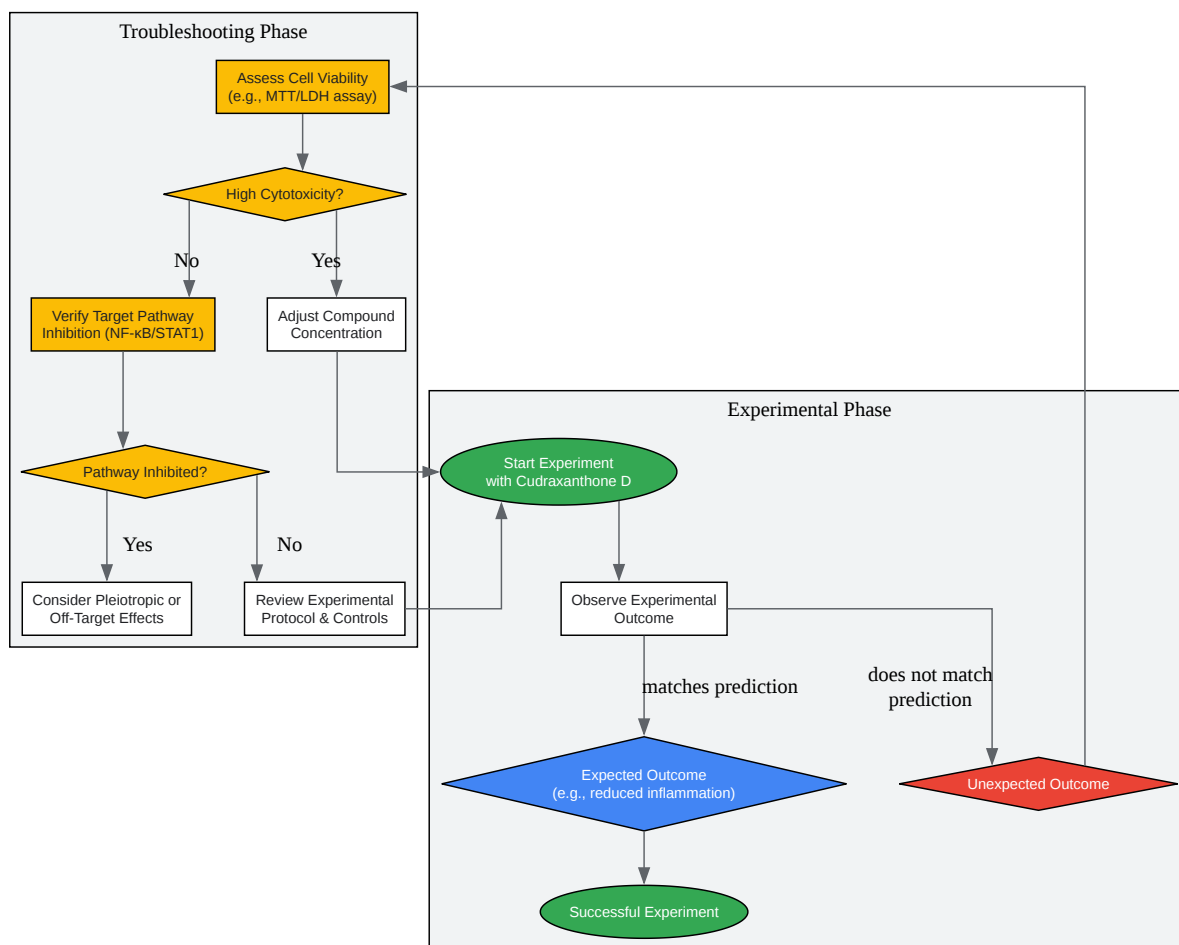 Troubleshooting Phase
Assess Cell Viability
(e.g., MTT/LDH assay)
High Cytotoxicity?
No
Yes
Verify Target Pathway
Inhibition (NF-κB/STAT1)
Adjust Compound
Concentration
Pathway Inhibited?
Yes
No
Consider Pleiotropic or
Off-Target Effects
Review Experimental
Protocol & Controls
Experimental Phase
Start Experiment
with Cudraxanthone D
Observe Experimental
Outcome
matches prediction
does not match
prediction
Expected Outcome
(e.g., reduced inflammation)
Unexpected Outcome
Successful Experiment